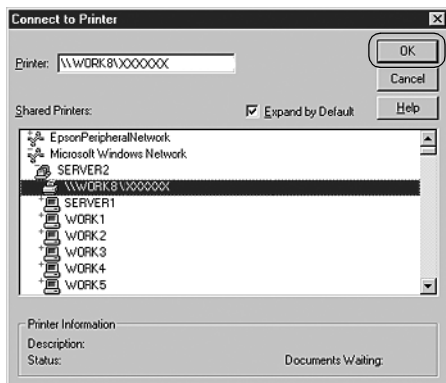 Connect to Printer
Printer: \\WORK8\XXXXXX
OK
Cancel
Help
Shared Printers:
Expand by Default
EpsonPeripheralNetwork
Microsoft Windows Network
SERVER2
\\WORK8\XXXXXX
SERVER1
WORK1
WORK2
WORK3
WORK4
WORK5
Printer Information
Description:
Status:
Documents Waiting: